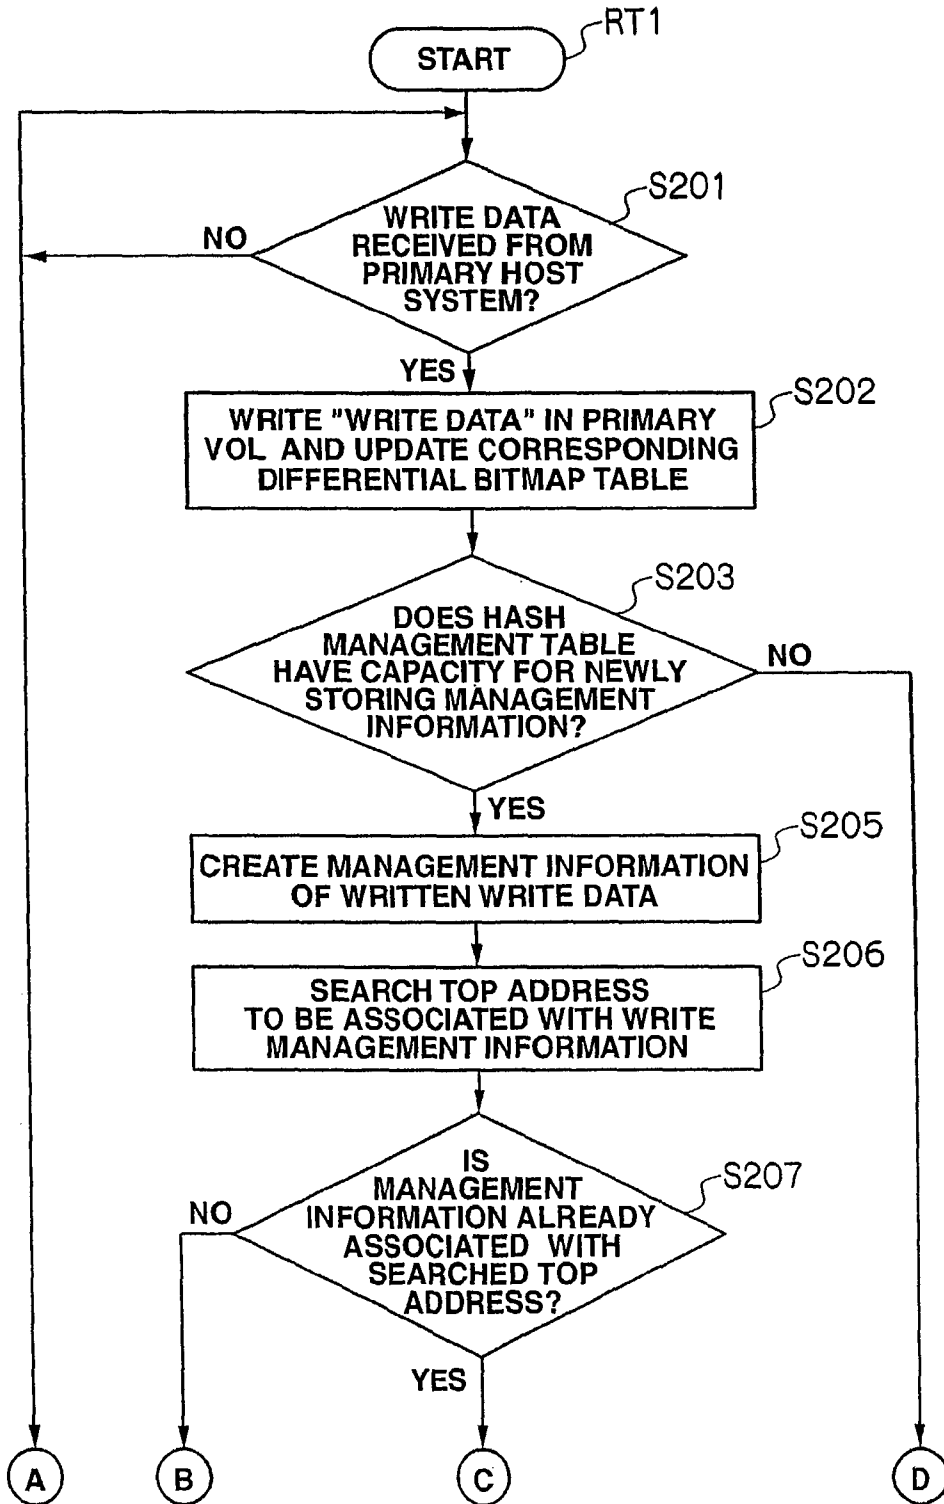 RT1
START
S201
WRITE DATA
RECEIVED FROM
PRIMARY HOST
SYSTEM?
NO
YES
S202
WRITE "WRITE DATA" IN PRIMARY
VOL AND UPDATE CORRESPONDING
DIFFERENTIAL BITMAP TABLE
S203
DOES HASH
MANAGEMENT TABLE
HAVE CAPACITY FOR NEWLY
STORING MANAGEMENT
INFORMATION?
NO
YES
S205
CREATE MANAGEMENT INFORMATION
OF WRITTEN WRITE DATA
S206
SEARCH TOP ADDRESS
TO BE ASSOCIATED WITH WRITE
MANAGEMENT INFORMATION
S207
IS
MANAGEMENT
INFORMATION ALREADY
ASSOCIATED WITH
SEARCHED TOP
ADDRESS?
NO
YES
A
B
C
D